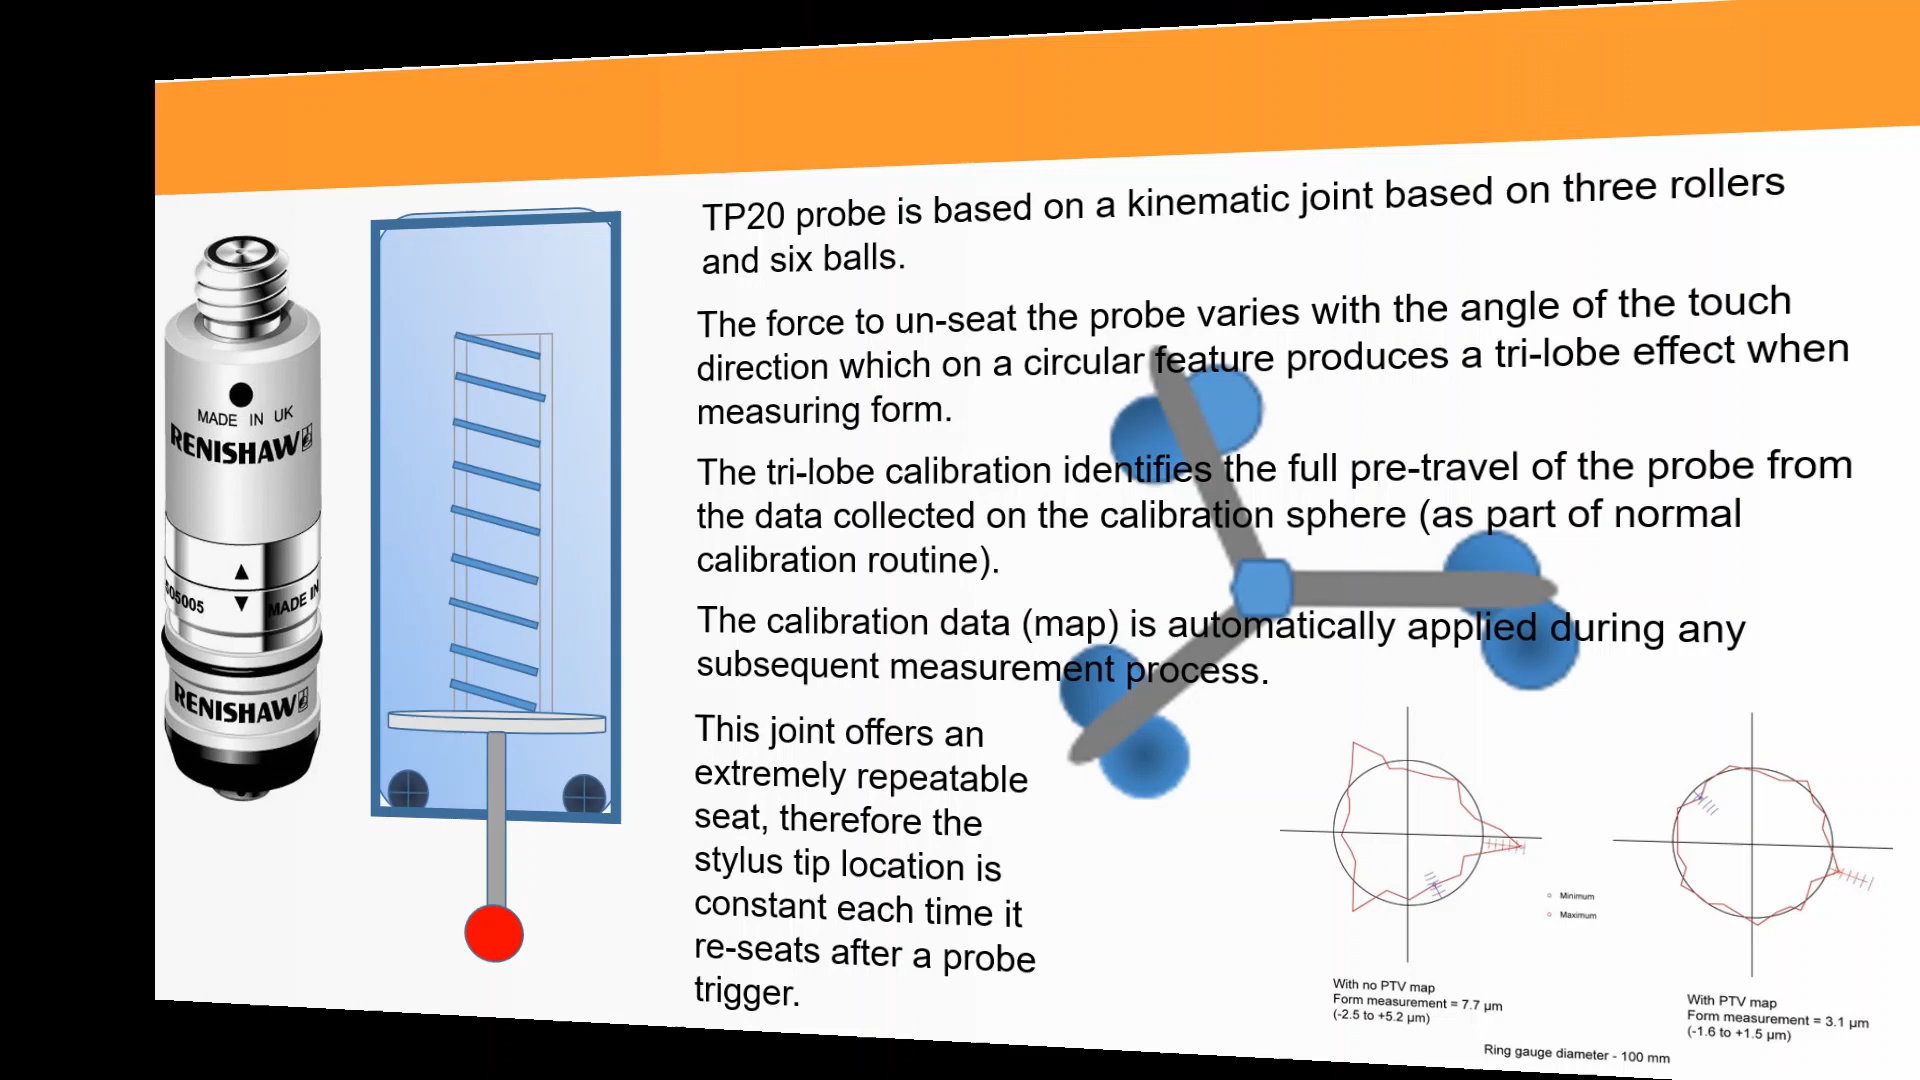 TP20 probe is based on a kinematic joint based on three rollers
and six balls.
The force to un-seat the probe varies with the angle of the touch
direction which on a circular feature produces a tri-lobe effect when
measuring form.
The tri-lobe calibration identifies the full pre-travel of the probe from
the data collected on the calibration sphere (as part of normal
calibration routine).
The calibration data (map) is automatically applied during any
subsequent measurement process.
This joint offers an
extremely repeatable
seat, therefore the
stylus tip location is
constant each time it
re-seats after a probe
trigger.
MADE IN UK
RENISHAW
05005
MADE IN
RENISHAW
Minimum
Maximum
With no PTV map
Form measurement = 7.7 µm
(-2.5 to +5.2 µm)
With PTV map
Form measurement = 3.1 µm
(-1.6 to +1.5 µm)
Ring gauge diameter - 100 mm